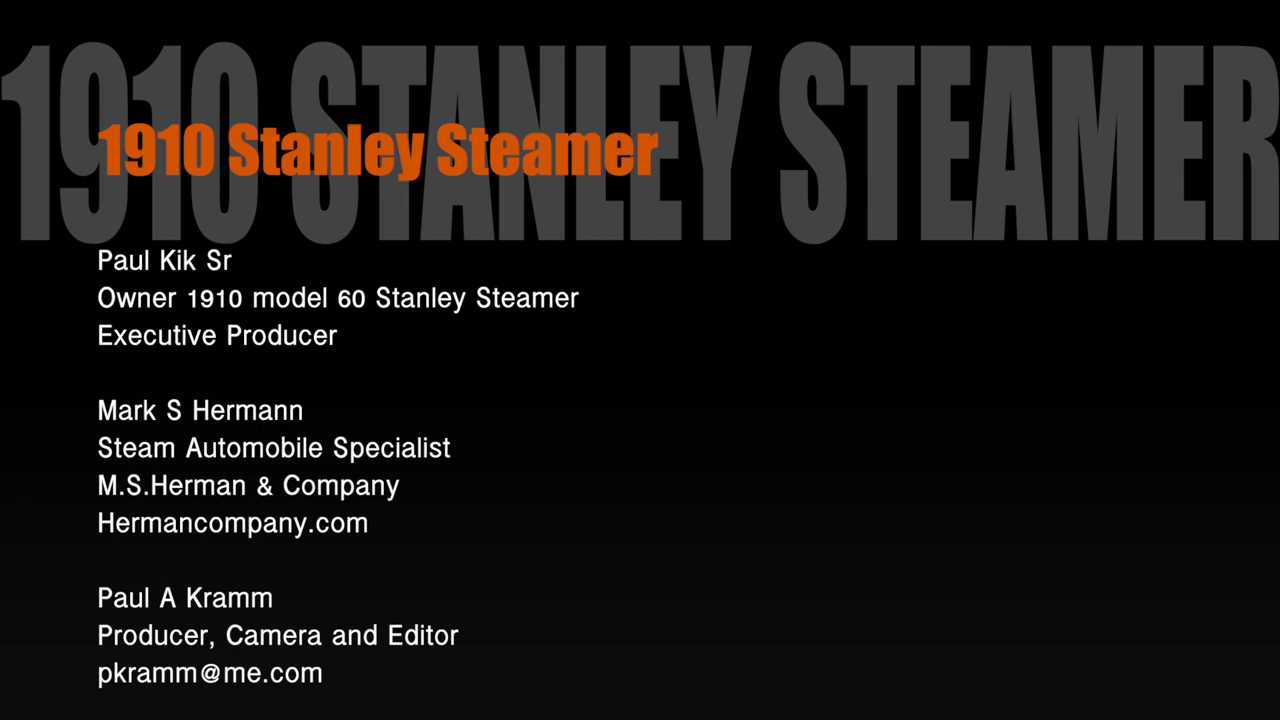 1910 STANLEY STEAMER
1910 Stanley Steamer
Paul Kik Sr
Owner 1910 model 60 Stanley Steamer
Executive Producer
Mark S Hermann
Steam Automobile Specialist
M.S.Herman & Company
Hermancompany.com
Paul A Kramm
Producer, Camera and Editor
pkramm@me.com